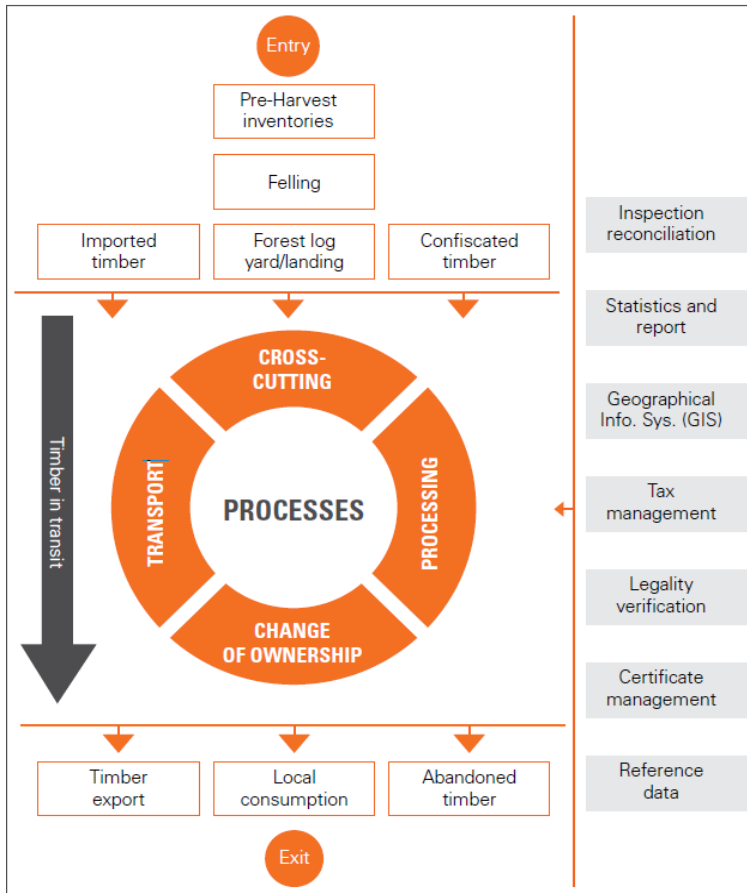 Entry
Pre-Harvest
inventories
Felling
Imported
timber
Forest log
yard/landing
Confiscated
timber
Timber in transit
CROSS-
CUTTING
TRANSPORT
PROCESSES
PROCESSING
CHANGE
OF OWNERSHIP
Timber
export
Local
consumption
Abandoned
timber
Exit
Inspection
reconciliation
Statistics and
report
Geographical
Info. Sys. (GIS)
Tax
management
Legality
verification
Certificate
management
Reference
data